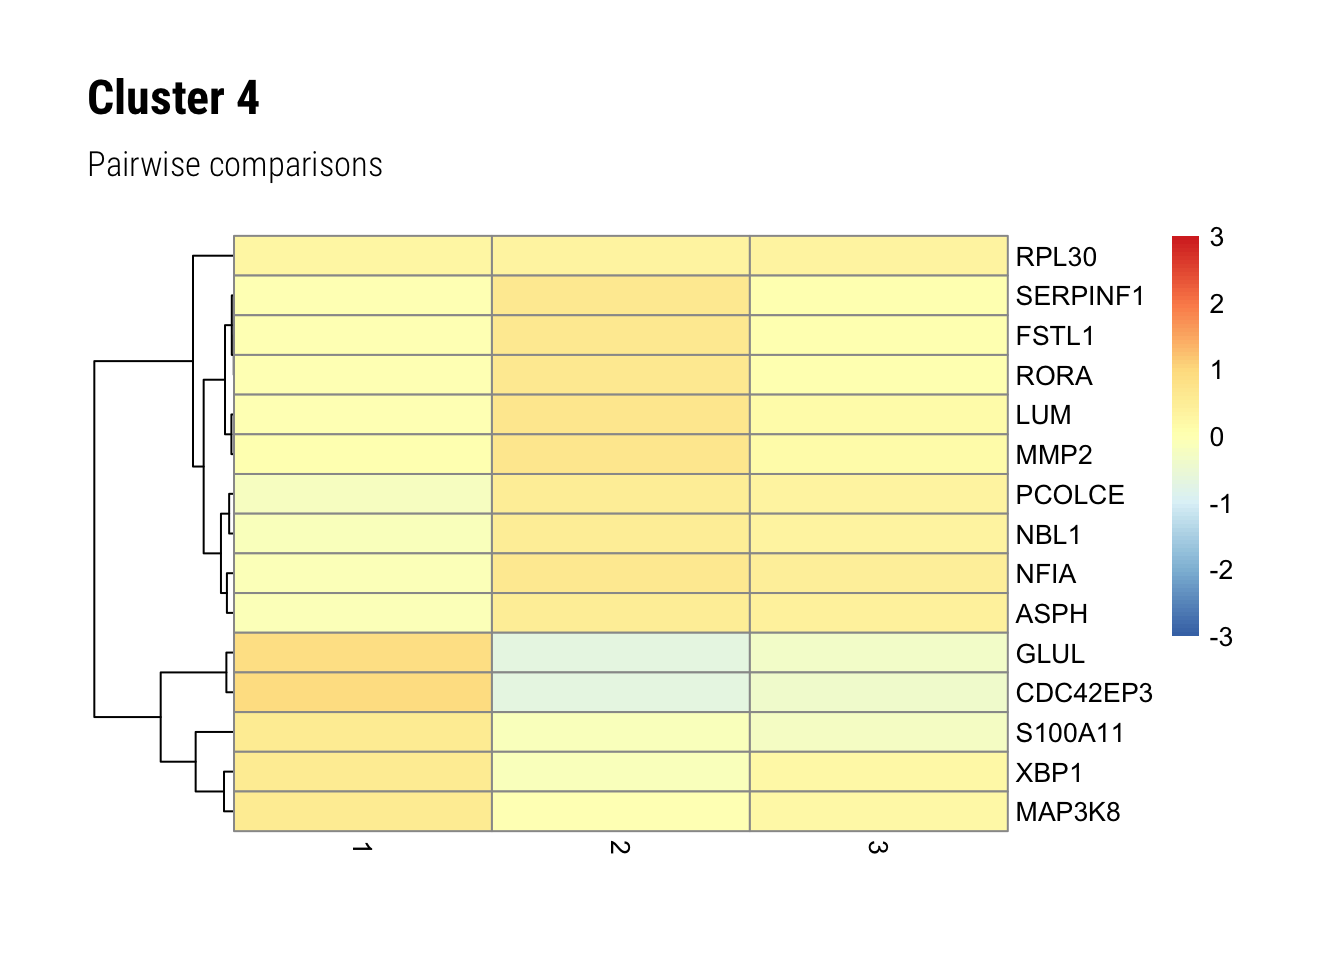 Cluster 4
Pairwise comparisons
RPL30
SERPINF1
FSTL1
RORA
LUM
MMP2
PCOLCE
NBL1
NFIA
ASPH
GLUL
CDC42EP3
S100A11
XBP1
MAP3K8
1
2
3
3
2
1
0
-1
-2
-3